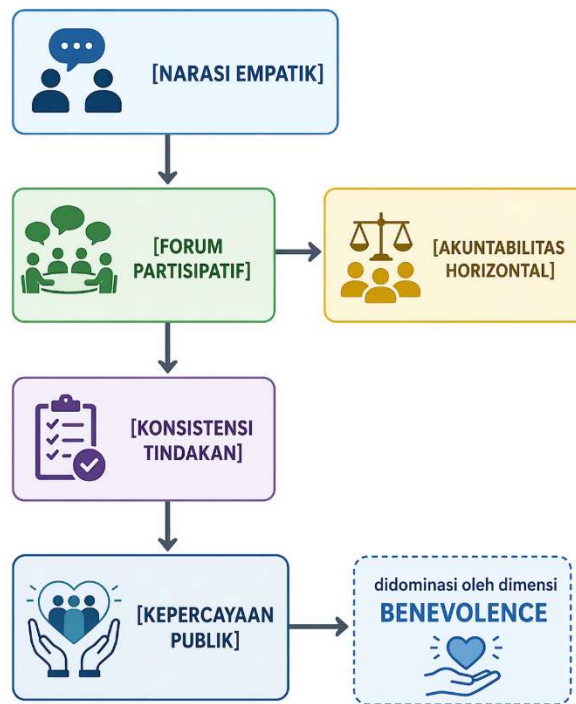 [NARASI EMPATIK]
[FORUM
PARTISIPATIF]
[AKUNTABILITAS
HORIZONTAL]
[KONSISTENSI
TINDAKAN]
[KEPERCAYAAN
PUBLIK]
didominasi oleh dimensi
BENEVOLENCE